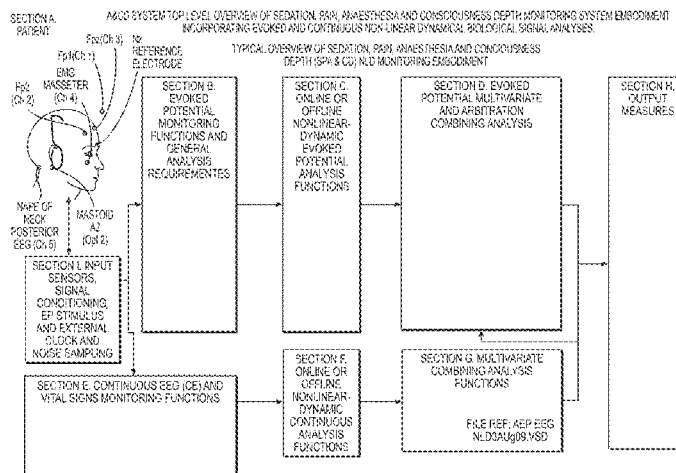 SECTION A.
PATIENT
A&CD SYSTEM TOP LEVEL OVERVIEW OF SEDATION, PAIN, ANAESTHESIA AND CONSCIOUSNESS DEPTH MONITORING SYSTEM EMBODIMENT
INCORPORATING EVOKED AND CONTINUOUS NON-LINEAR DYNAMICAL BIOLOGICAL SIGNAL ANALYSES.
TYPICAL OVERVIEW OF SEDATION, PAIN, ANAESTHESIA AND CONCIOUSNESS
DEPTH (SPA & CD) NLD MONITORING EMBODIMENT
Fp2(Ch 3)
Nz
REFERENCE
ELECTRODE
Fp1(Ch 1)
EMG
MASSETER
(Ch 4)
(Ch 2)
NAPE OF
NECK
POSTERIOR
EEG (Ch 5)
MASTOID
A2
(Opt 2)
SECTION B.
EVOKED
POTENTIAL
MONITORING
FUNCTIONS AND
GENERAL
ANALYSIS
REQUIREMENTES
SECTION C.
ONLINE OR
OFFLINE
NONLINEAR-
DYNAMIC
EVOKED
POTENTIAL
ANALYSIS
FUNCTIONS
SECTION D. EVOKED
POTENTIAL MULTIVARIATE
AND ARBITRATION
COMBINING ANALYSIS
SECTION H.
OUTPUT
MEASURES
SECTION I. INPUT
SENSORS,
SIGNAL
CONDITIONING,
EP STIMULUS
AND EXTERNAL
CLOCK AND
NOISE SAMPLING
SECTION E. CONTINUOUS EEG (CE) AND
VITAL SIGNS MONITORING FUNCTIONS
SECTION F.
ONLINE OR
OFFLINE
NONLINEAR-
DYNAMIC
CONTINUOUS
ANALYSIS
FUNCTIONS
SECTION G. MULTIVARIATE
COMBINING ANALYSIS
FUNCTIONS
FILE REF: AEP EEG
NLD3AUg09.VSD